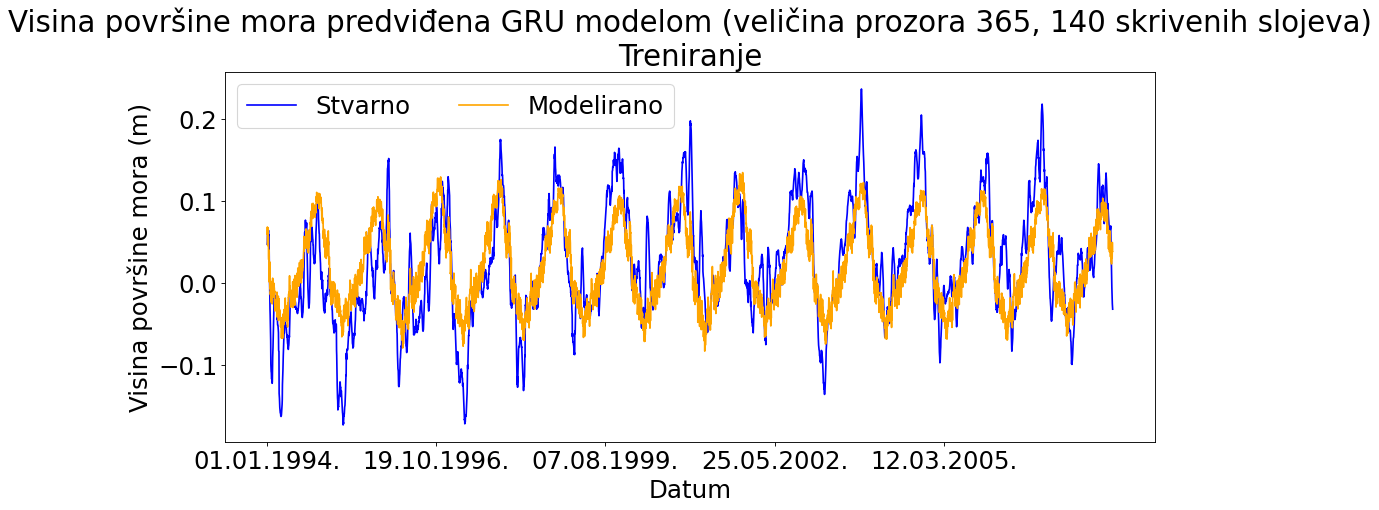 Visina površine mora predviđena GRU modelom (veličina prozora 365, 140 skrivenih slojeva)
Treniranje
Stvarno
Modelirano
Visina površine mora (m)
0.2
0.1
0.0
−0.1
01.01.1994. 19.10.1996. 07.08.1999. 25.05.2002. 12.03.2005.
Datum